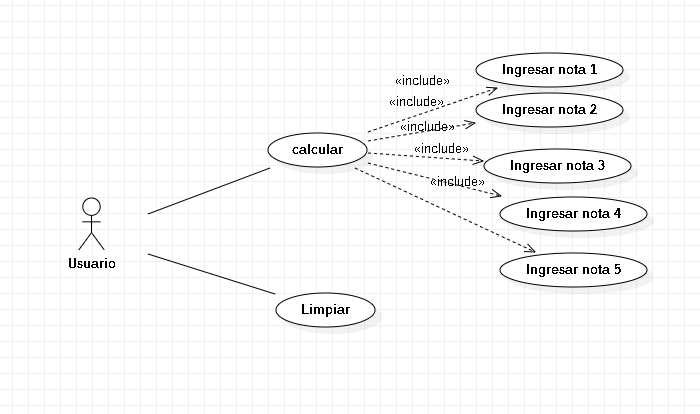 Ingresar nota 1
«include»
«include»
Ingresar nota 2
«include»
calcular
«include»
Ingresar nota 3
«include»
Ingresar nota 4
Usuario
Ingresar nota 5
Limpiar